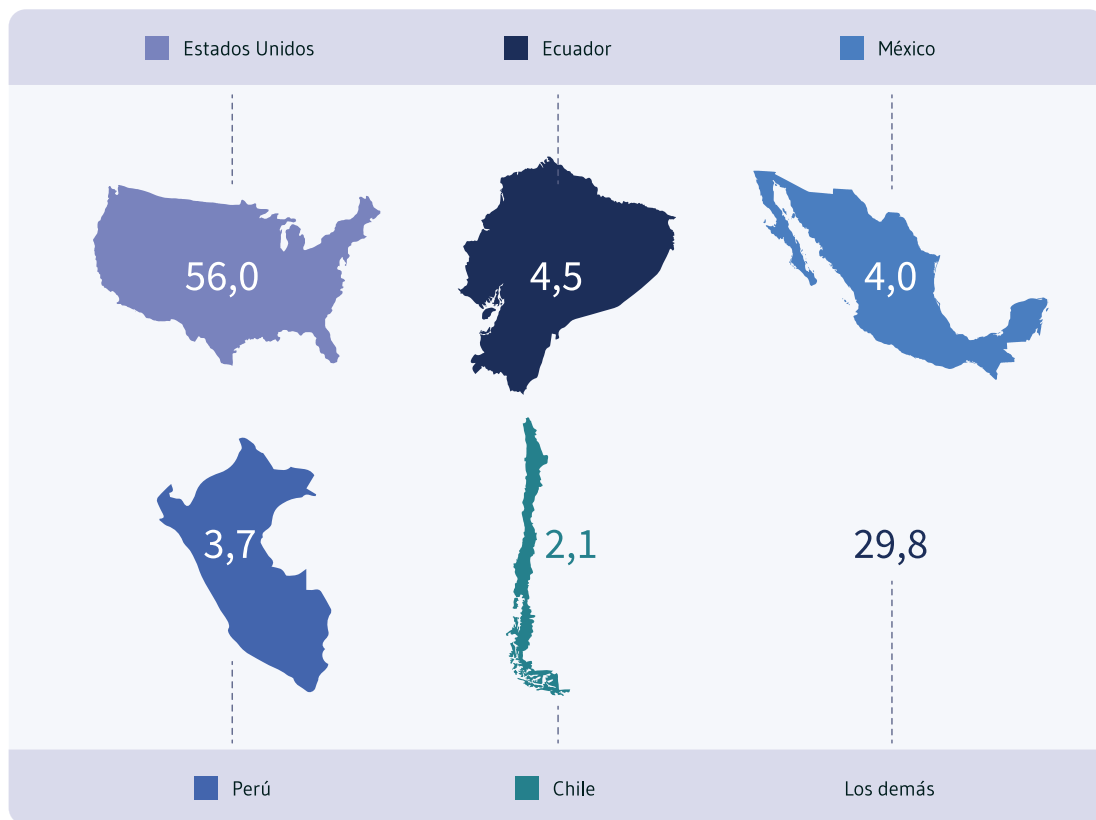 Estados Unidos
Ecuador
México
56,0
4,5
4,0
3,7
2,1
29,8
Perú
Chile
Los demás